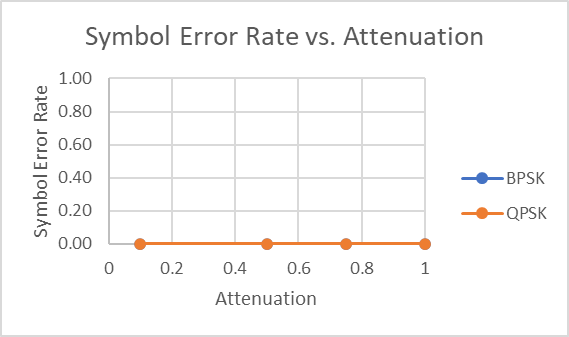 Symbol Error Rate vs. Attenuation
Symbol Error Rate
1.00
0.80
0.60
0.40
0.20
0.00
0 0.2 0.4 0.6 0.8 1
Attenuation
BPSK
QPSK